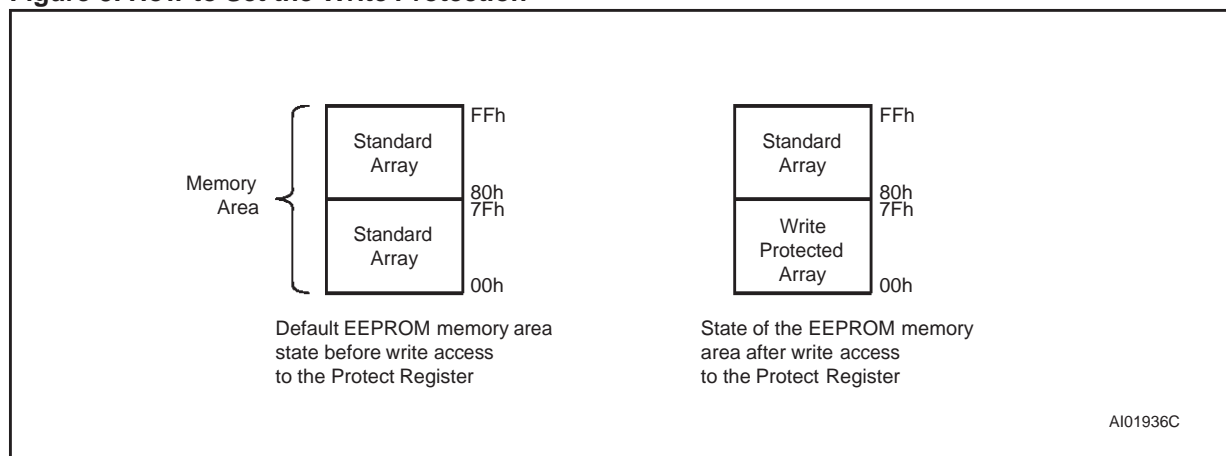 FFh
Standard
Array
Memory
Area
80h
7Fh
Standard
Array
00h
Default EEPROM memory area
state before write access
to the Protect Register
FFh
Standard
Array
80h
7Fh
Write
Protected
Array
00h
State of the EEPROM memory
area after write access
to the Protect Register
AI01936C